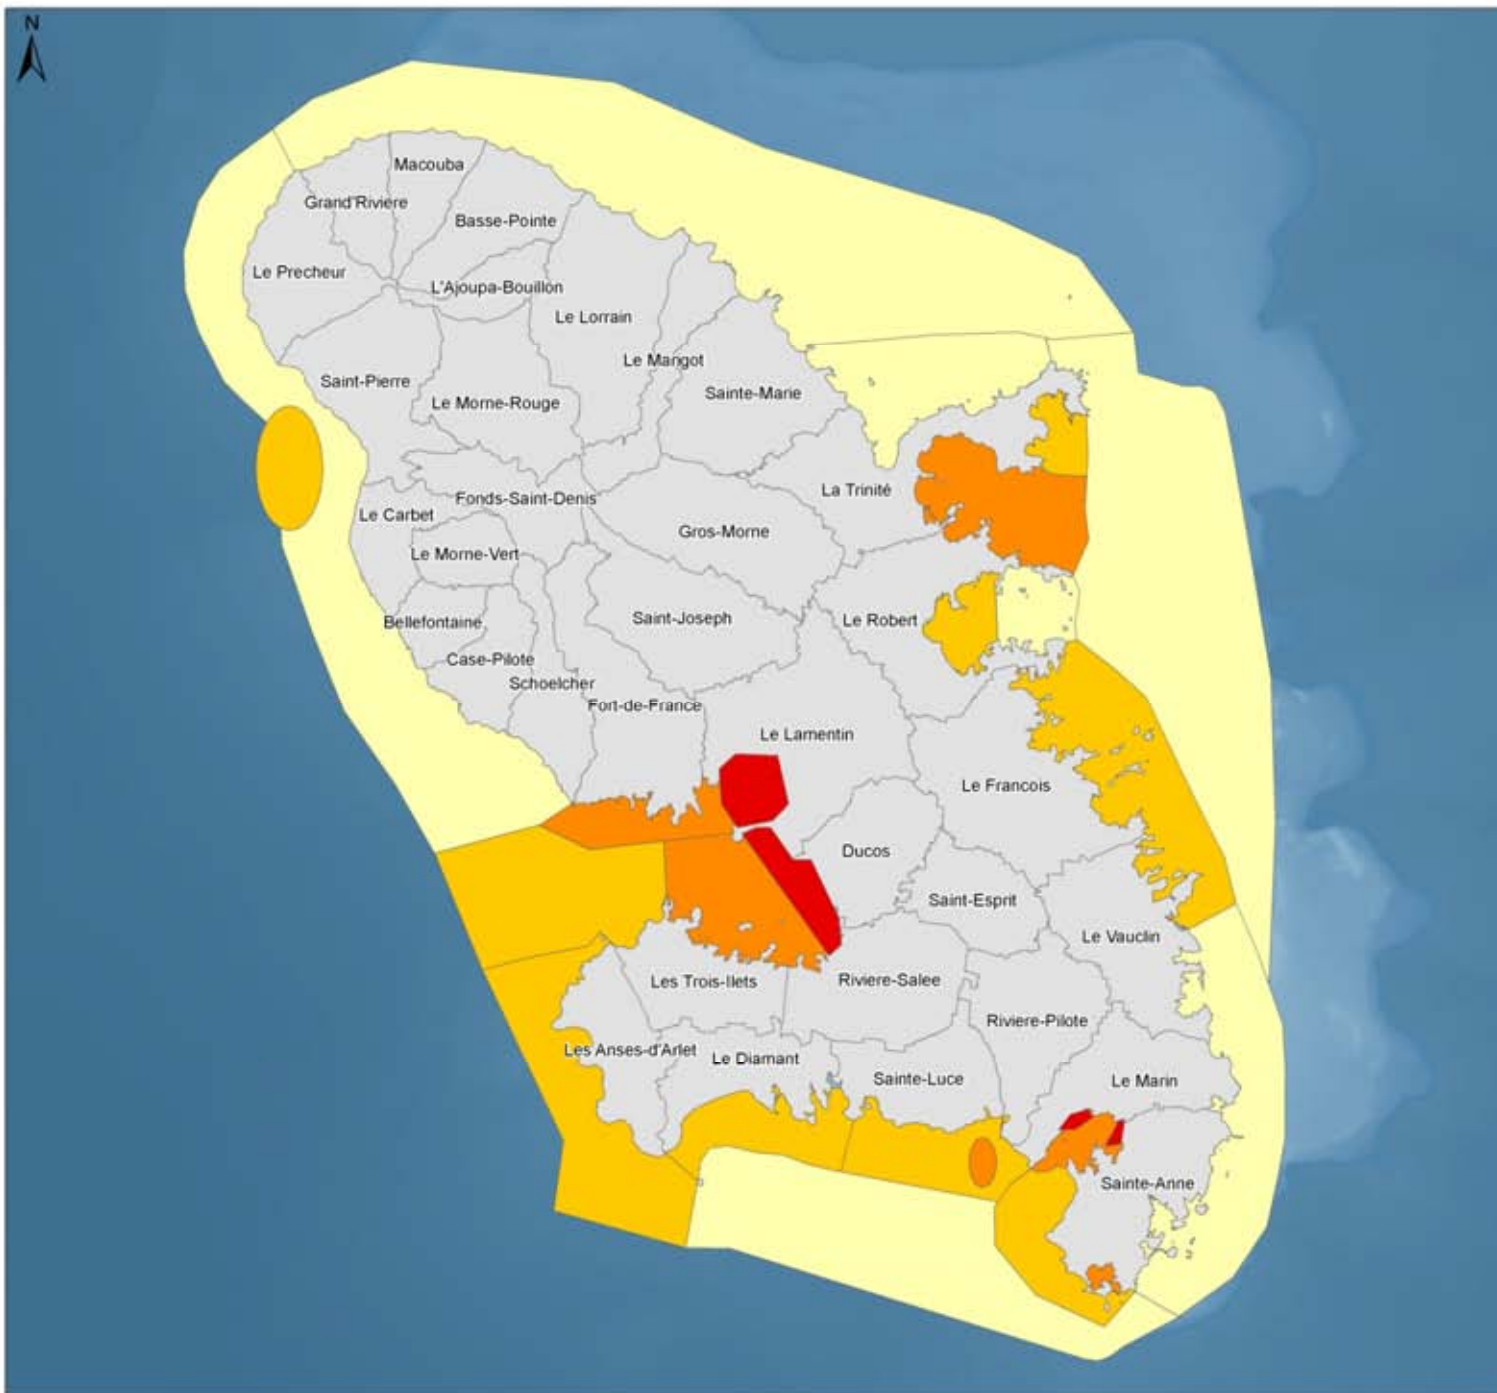 N
Macouba
Grand'Rivière
Basse-Pointe
Le Precheur
L'Ajoupa-Bouillon
Le Lorrain
Le Marigot
Saint-Pierre
Sainte-Marie
Le Morne-Rouge
La Trinité
Fonds-Saint-Denis
Le Carbet
Gros-Morne
Le Morne-Vert
Saint-Joseph
Le Robert
Bellefontaine
Case-Pilote
Schoelcher
Fort-de-France
Le Lamentin
Le Francois
Ducos
Saint-Esprit
Le Vauclin
Les Trois-Ilets
Riviere-Salee
Riviere-Pilote
Les Anses-d'Arlet
Le Diamant
Sainte-Luce
Le Marin
Sainte-Anne